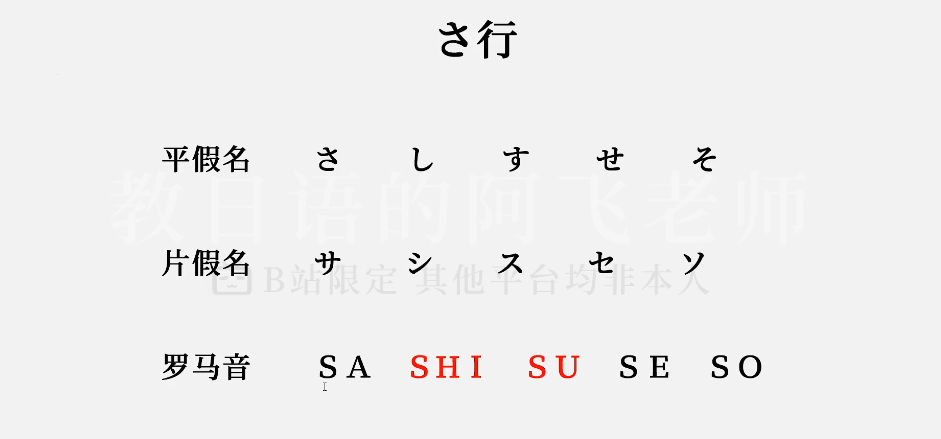 さ行
平假名 さ し す せ そ
教日语的阿飞老师
片假名 サ シ ス セ ソ
B站限定 其他平台均非本人
罗马音 SA SHI SU SE SO